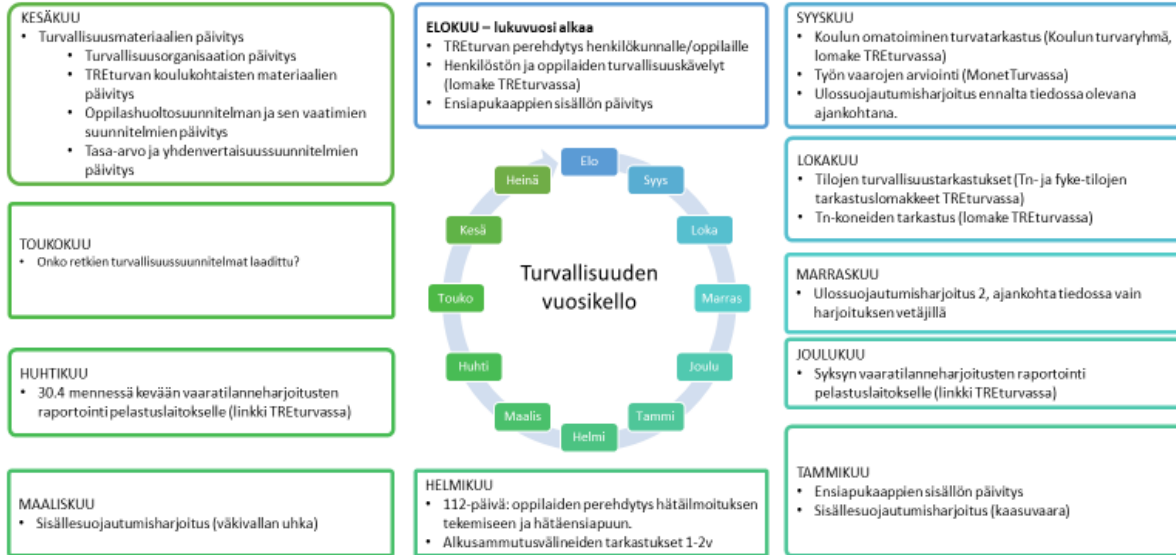 KESÄKUU
• Turvallisuusmateriaalien päivitys
• Turvallisuusorganisaation päivitys
• TREturvan koulukohtaisten materiaalien
päivitys
• Oppilashuoltosuunnitelman ja sen vaatimien
suunnitelmien päivitys
• Tasa-arvo ja yhdenvertaisuussuunnitelmien
päivitys
ELOKUU – lukuvuosi alkaa
• TREturvan perehdytys henkilökunnalle/oppilaille
• Henkilöstön ja oppilaiden turvallisuuskävelyt
(lomake TREturvassa)
• Ensiapukaappien sisällön päivitys
SYYSKUU
• Koulun omatoiminen turvatarkastus (Koulun turvaryhmä,
lomake TREturvassa)
• Työn vaarojen arviointi (MonetTurvassa)
• Ulossuojautumisharjoitus ennalta tiedossa olevana
ajankohtana.
LOKAKUU
• Tilojen turvallisuustarkastukset (Tn- ja fyke-tilojen
tarkastuslomakkeet TREturvassa)
• Tn-koneiden tarkastus (lomake TREturvassa)
TOUKOKUU
• Onko retkien turvallisuussuunnitelmat laadittu?
MARRASKUU
• Ulossuojautumisharjoitus 2, ajankohta tiedossa vain
harjoituksen vetäjillä
HUHTIKUU
• 30.4 mennessä kevään vaaratilanneharjoitusten
raportointi pelastuslaitokselle (linkki TREturvassa)
JOULUKUU
• Syksyn vaaratilanneharjoitusten raportointi
pelastuslaitokselle (linkki TREturvassa)
MAALISKUU
• Sisällesuojautumisharjoitus (väkivallan uhka)
HELMIKUU
• 112-päivä: oppilaiden perehdytys hätäilmoituksen
tekemiseen ja hätäensiapuun.
• Alkusammutusvälineiden tarkastukset 1-2v
TAMMIKUU
• Ensiapukaappien sisällön päivitys
• Sisällesuojautumisharjoitus (kaasuvaara)
Turvallisuuden
vuosikello
Elo
Syys
Loka
Marras
Joulu
Tammi
Helmi
Maalis
Huhti
Touko
Kesä
Heinä